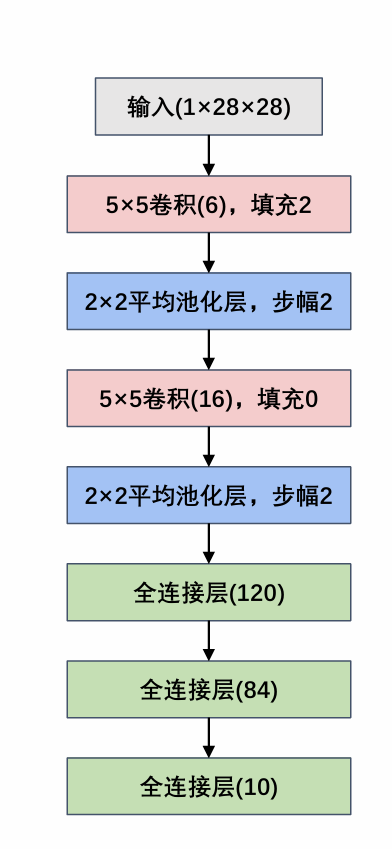 输入(1×28×28)
5×5卷积(6)，填充2
2×2平均池化层，步幅2
5×5卷积(16)，填充0
2×2平均池化层，步幅2
全连接层(120)
全连接层(84)
全连接层(10)